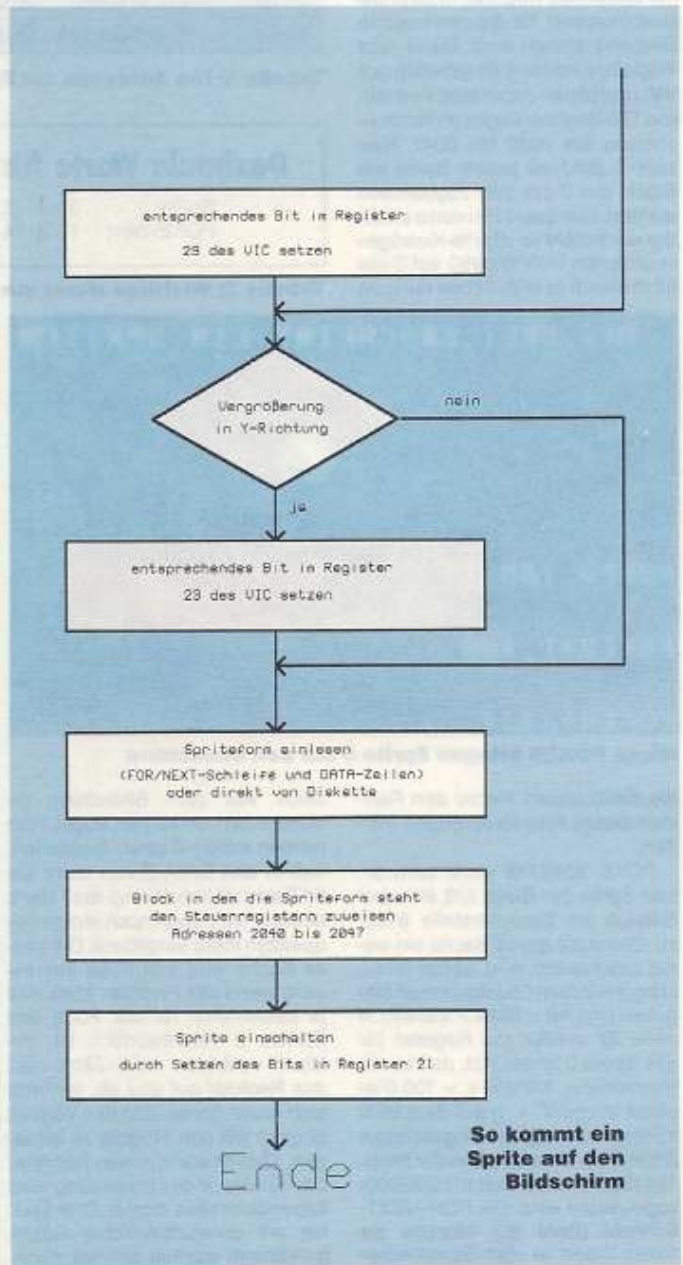 entsprechendes Bit im Register
29 des VIC setzen
Vergrößerung
in Y-Richtung
nein
ja
entsprechendes Bit im Register
23 des VIC setzen
Spriteform einlesen
(FOR/NEXT-Schleife und DATA-Zeilen)
oder direkt von Diskette
Block in dem die Spriteform steht
den Steuerregistern zuweisen
Adressen 2040 bis 2047
Sprite einschalten
durch Setzen des Bits in Register 21
Ende
So kommt ein
Sprite auf den
Bildschirm